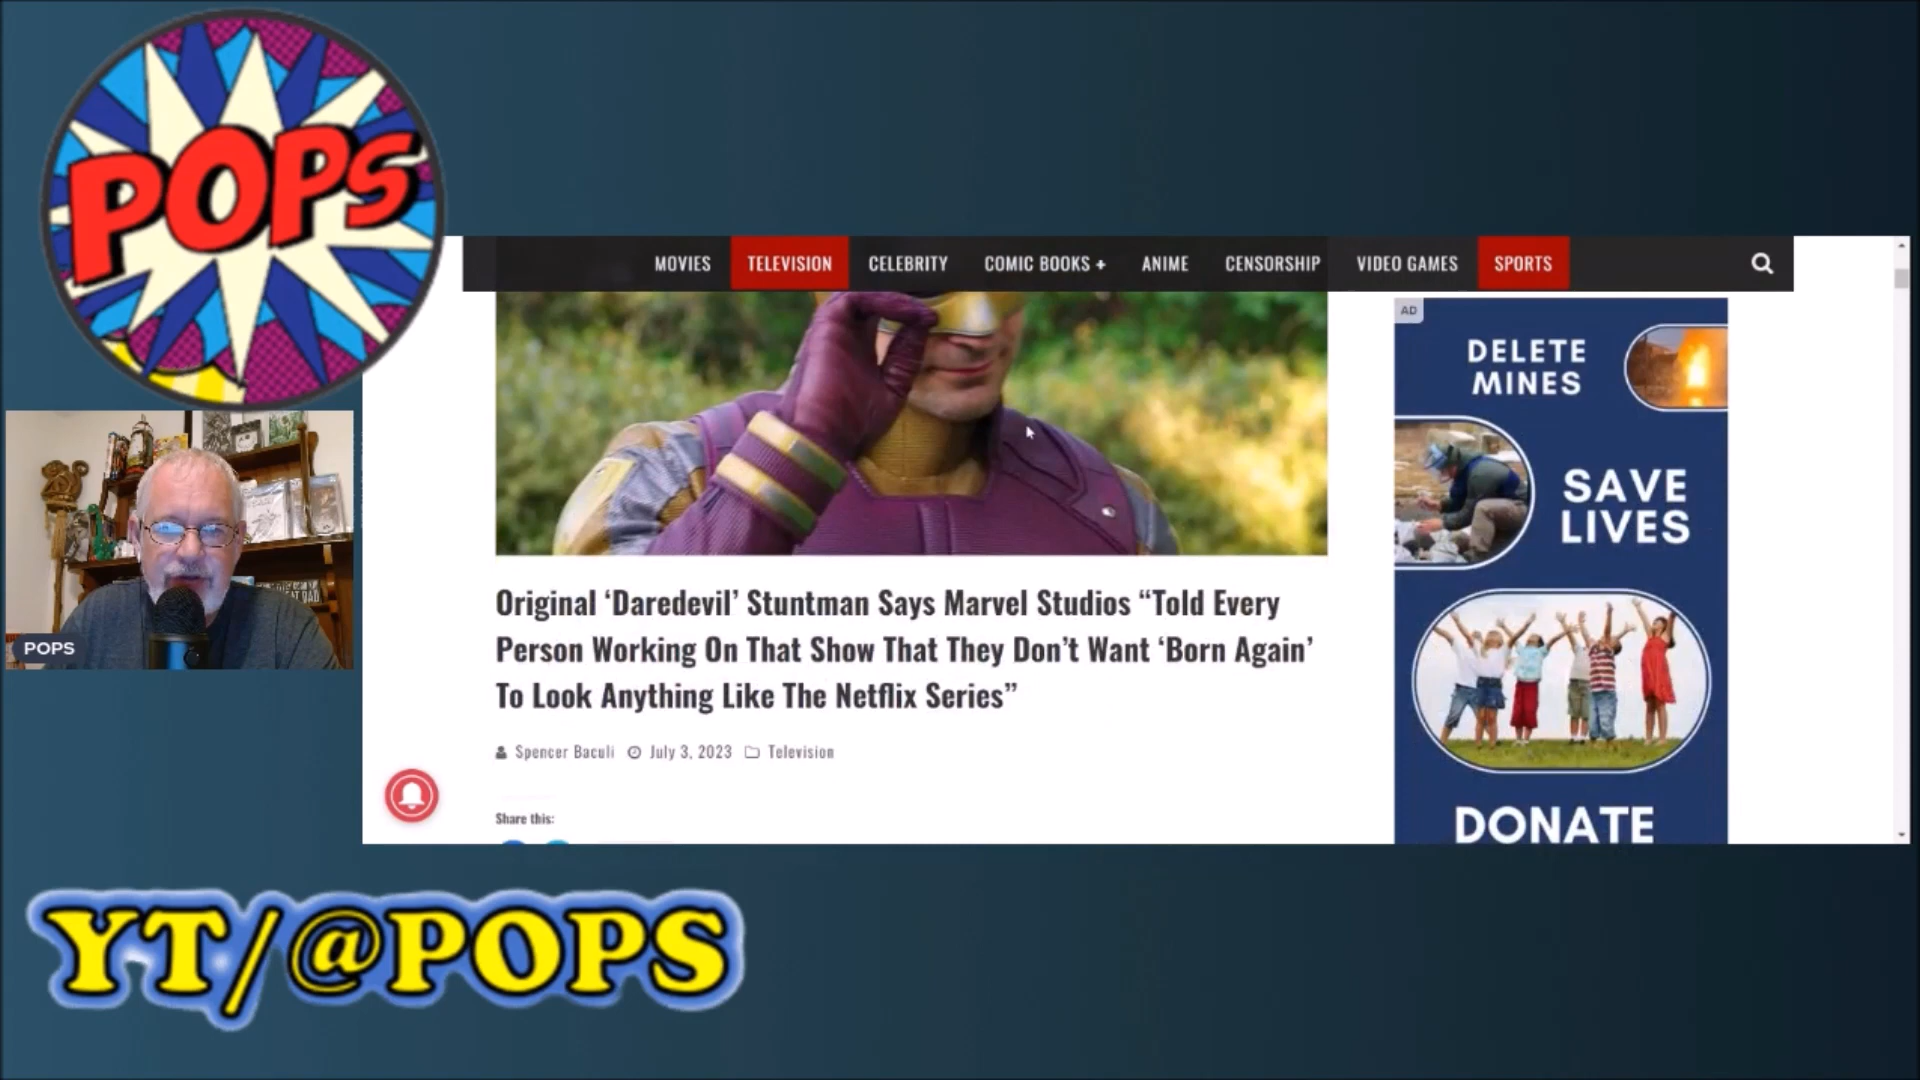 POPS
MOVIES TELEVISION CELEBRITY COMIC BOOKS + ANIME CENSORSHIP VIDEO GAMES SPORTS
AD
DELETE
MINES
SAVE
LIVES
DONATE
Original ‘Daredevil’ Stuntman Says Marvel Studios “Told Every
Person Working On That Show That They Don’t Want ‘Born Again’
To Look Anything Like The Netflix Series”
Spencer Baculi July 3, 2023 Television
Share this:
POPS
YT/@POPS